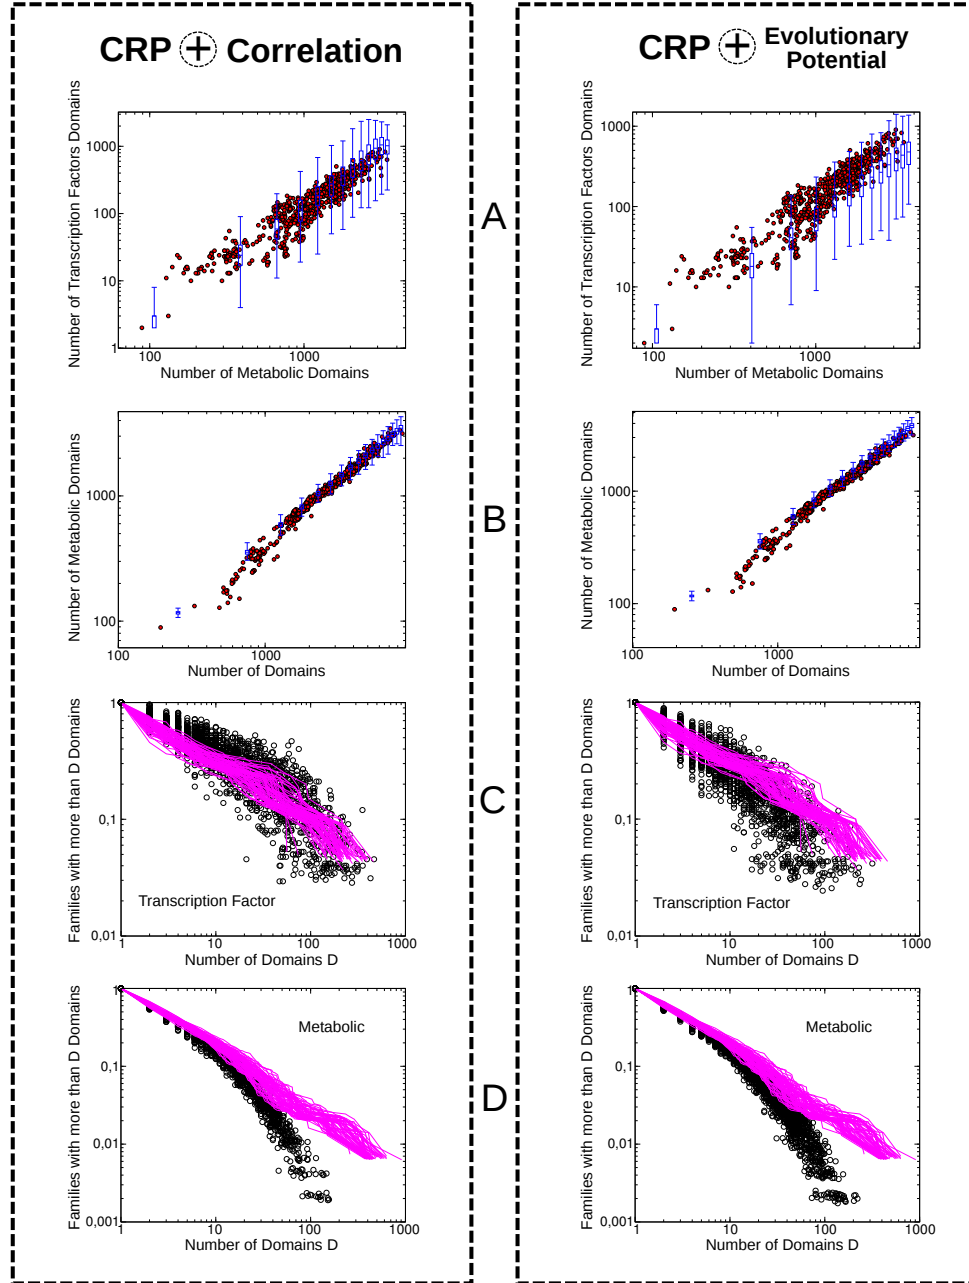 CRP + Correlation
CRP + Evolutionary
Potential
Number of Transcription Factors Domains
1000
100
10
1
100
1000
Number of Metabolic Domains
A
Number of Transcription Factors Domains
1000
100
10
100
1000
Number of Metabolic Domains
Number of Metabolic Domains
1000
100
100
1000
Number of Domains
B
Number of Metabolic Domains
1000
100
100
1000
Number of Domains
Families with more than D Domains
1
0,1
0,01
1
10
100
1000
Transcription Factor
Number of Domains D
C
Families with more than D Domains
1
0,1
0,01
1
10
100
1000
Transcription Factor
Number of Domains D
Families with more than D Domains
1
0,1
0,01
0,001
1
10
100
1000
Metabolic
Number of Domains D
D
Families with more than D Domains
1
0,1
0,01
0,001
1
10
100
1000
Metabolic
Number of Domains D